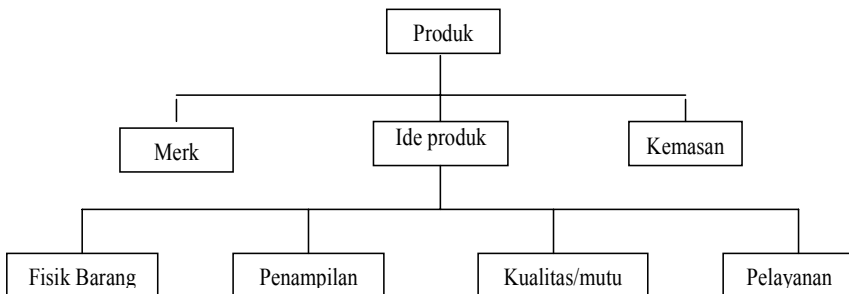 Produk
Merk
Ide produk
Kemasan
Fisik Barang
Penampilan
Kualitas/mutu
Pelayanan